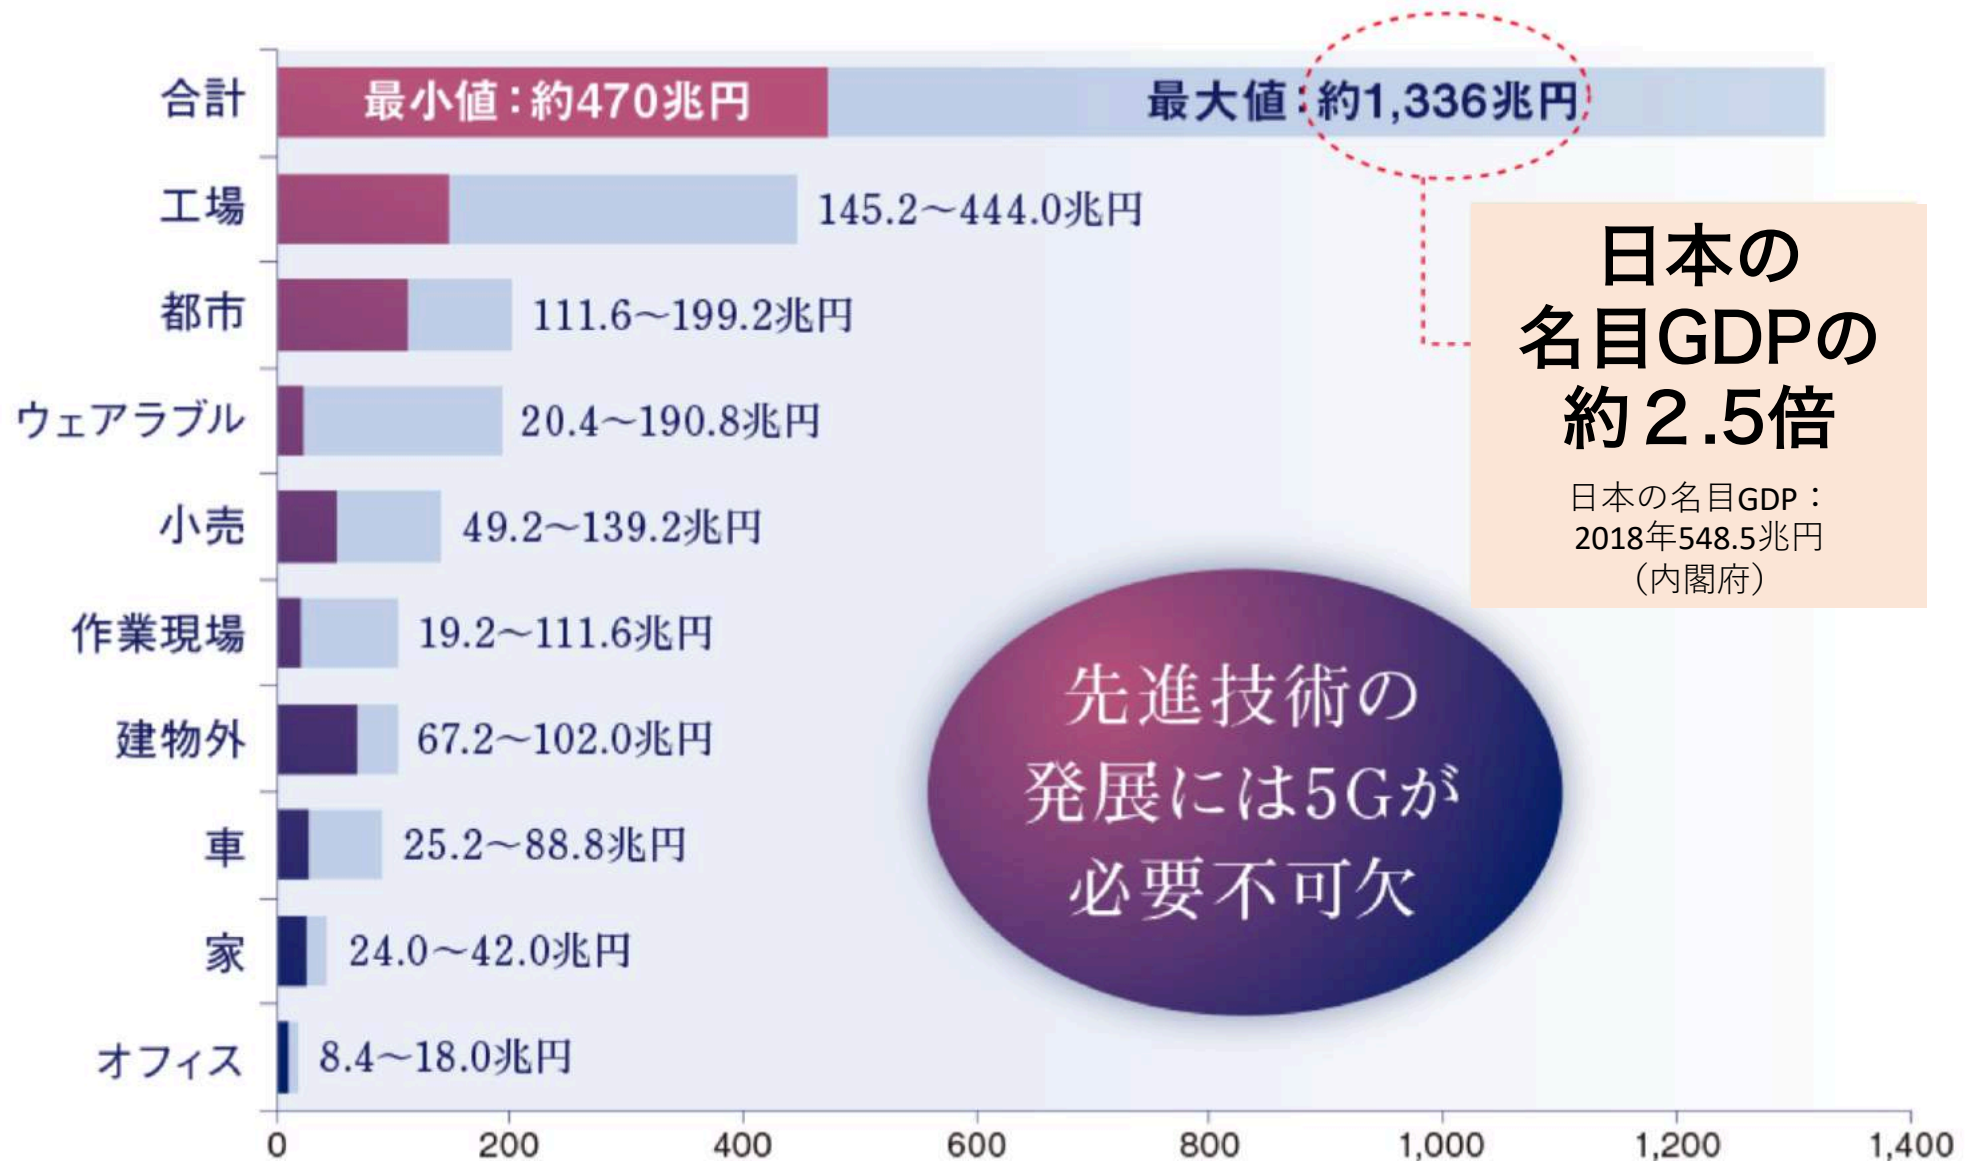 合計
最小値：約470兆円
最大値：約1,336兆円
工場
145.2～444.0兆円
都市
111.6～199.2兆円
ウェアラブル
20.4～190.8兆円
小売
49.2～139.2兆円
作業現場
19.2～111.6兆円
建物外
67.2～102.0兆円
車
25.2～88.8兆円
家
24.0～42.0兆円
オフィス
8.4～18.0兆円
0
200
400
600
800
1,000
1,200
1,400
日本の
名目GDPの
約２.5倍
日本の名目GDP：
2018年548.5兆円
（内閣府）
先進技術の
発展には5Gが
必要不可欠